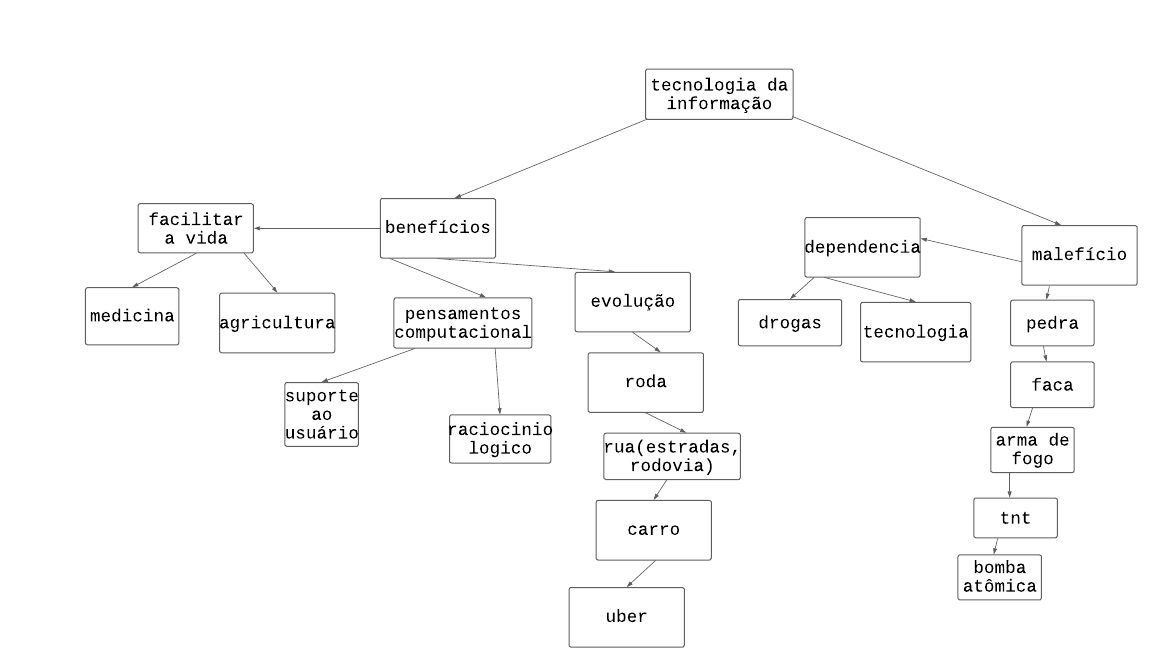 tecnologia da
informação
benefícios
facilitar
a vida
medicina
agricultura
pensamentos
computacional
suporte
ao
usuário
raciocinio
logico
evolução
roda
rua(estradas,
rodovia)
carro
uber
malefício
dependencia
drogas
tecnologia
pedra
faca
arma de
fogo
tnt
bomba
atômica